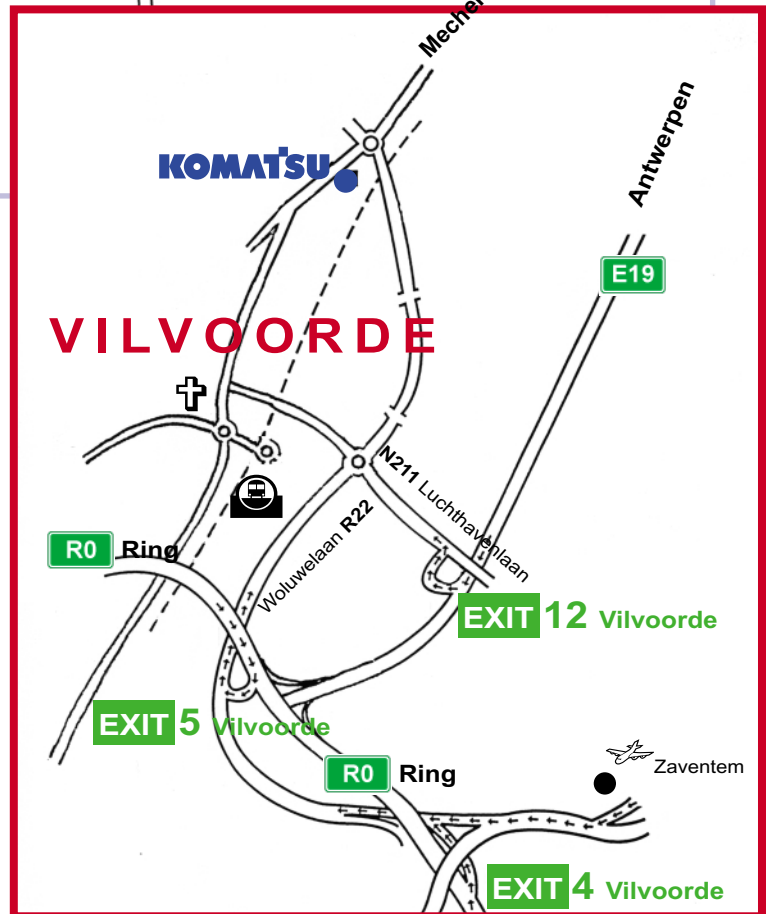 Mechel
Antwerpen
KOMATSU
E19
VILVOORDE
N211 Luchthavenlaan
Woluwelaan R22
R0 Ring
EXIT 12 Vilvoorde
EXIT 5 Vilvoorde
R0 Ring
Zaventem
EXIT 4 Vilvoorde